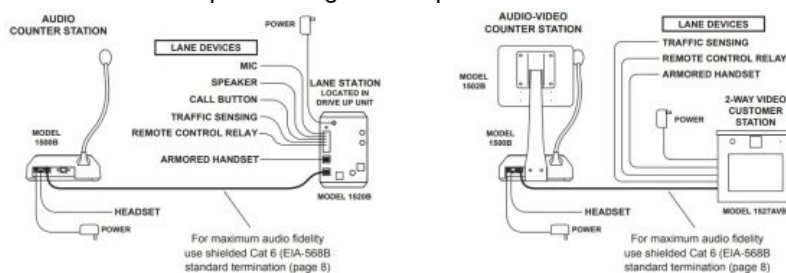 AUDIO
COUNTER STATION
POWER
LANE DEVICES
MIC
SPEAKER
CALL BUTTON
TRAFFIC SENSING
REMOTE CONTROL RELAY
ARMORED HANDSET
LANE STATION
LOCATED IN
DRIVE UP UNIT
MODEL
1500B
MODEL 1520B
HEADSET
POWER
For maximum audio fidelity
use shielded Cat 6 (EIA-568B
standard termination (page 8)
AUDIO-VIDEO
COUNTER STATION
LANE DEVICES
TRAFFIC SENSING
REMOTE CONTROL RELAY
ARMORED HANDSET
MODEL
1502B
POWER
2-WAY VIDEO
CUSTOMER
STATION
MODEL
1500B
MODEL 1527AVB
HEADSET
POWER
For maximum audio fidelity
use shielded Cat 6 (EIA-568B
standard termination (page 8)